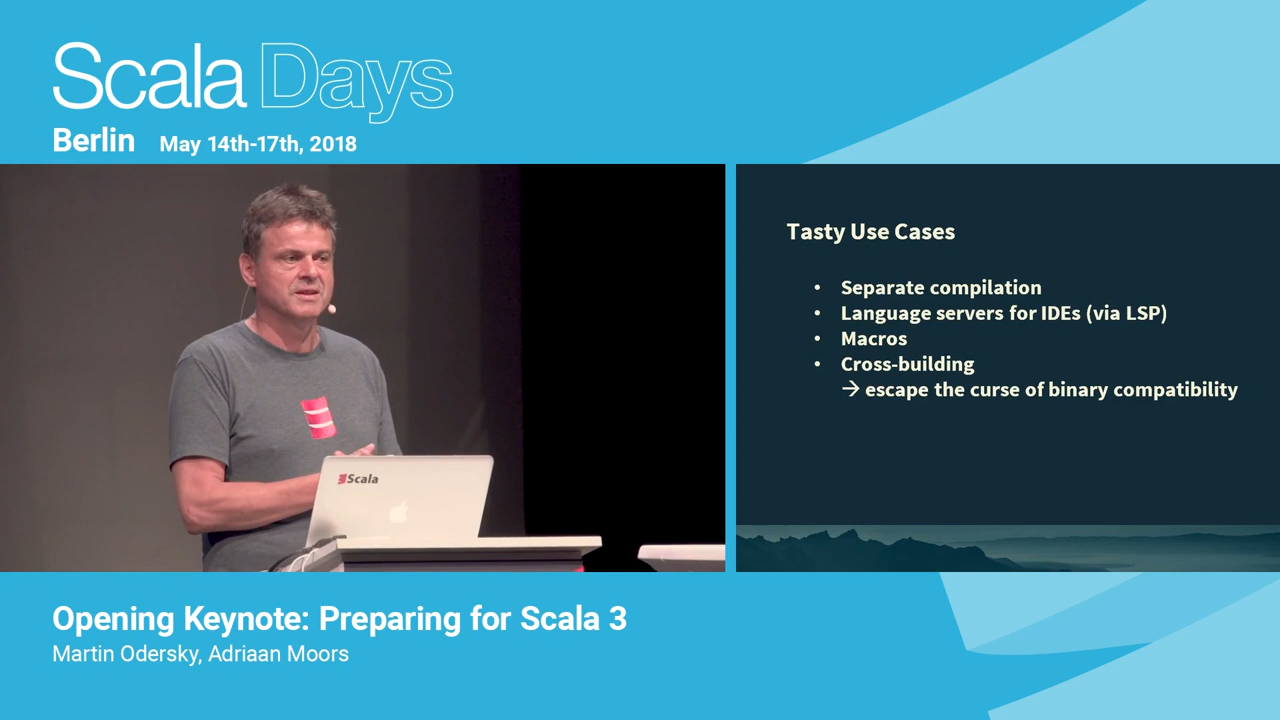 Scala Days
Berlin May 14th-17th, 2018
Scala
Tasty Use Cases
• Separate compilation
• Language servers for IDEs (via LSP)
• Macros
• Cross-building
→ escape the curse of binary compatibility
Opening Keynote: Preparing for Scala 3
Martin Odersky, Adriaan Moors